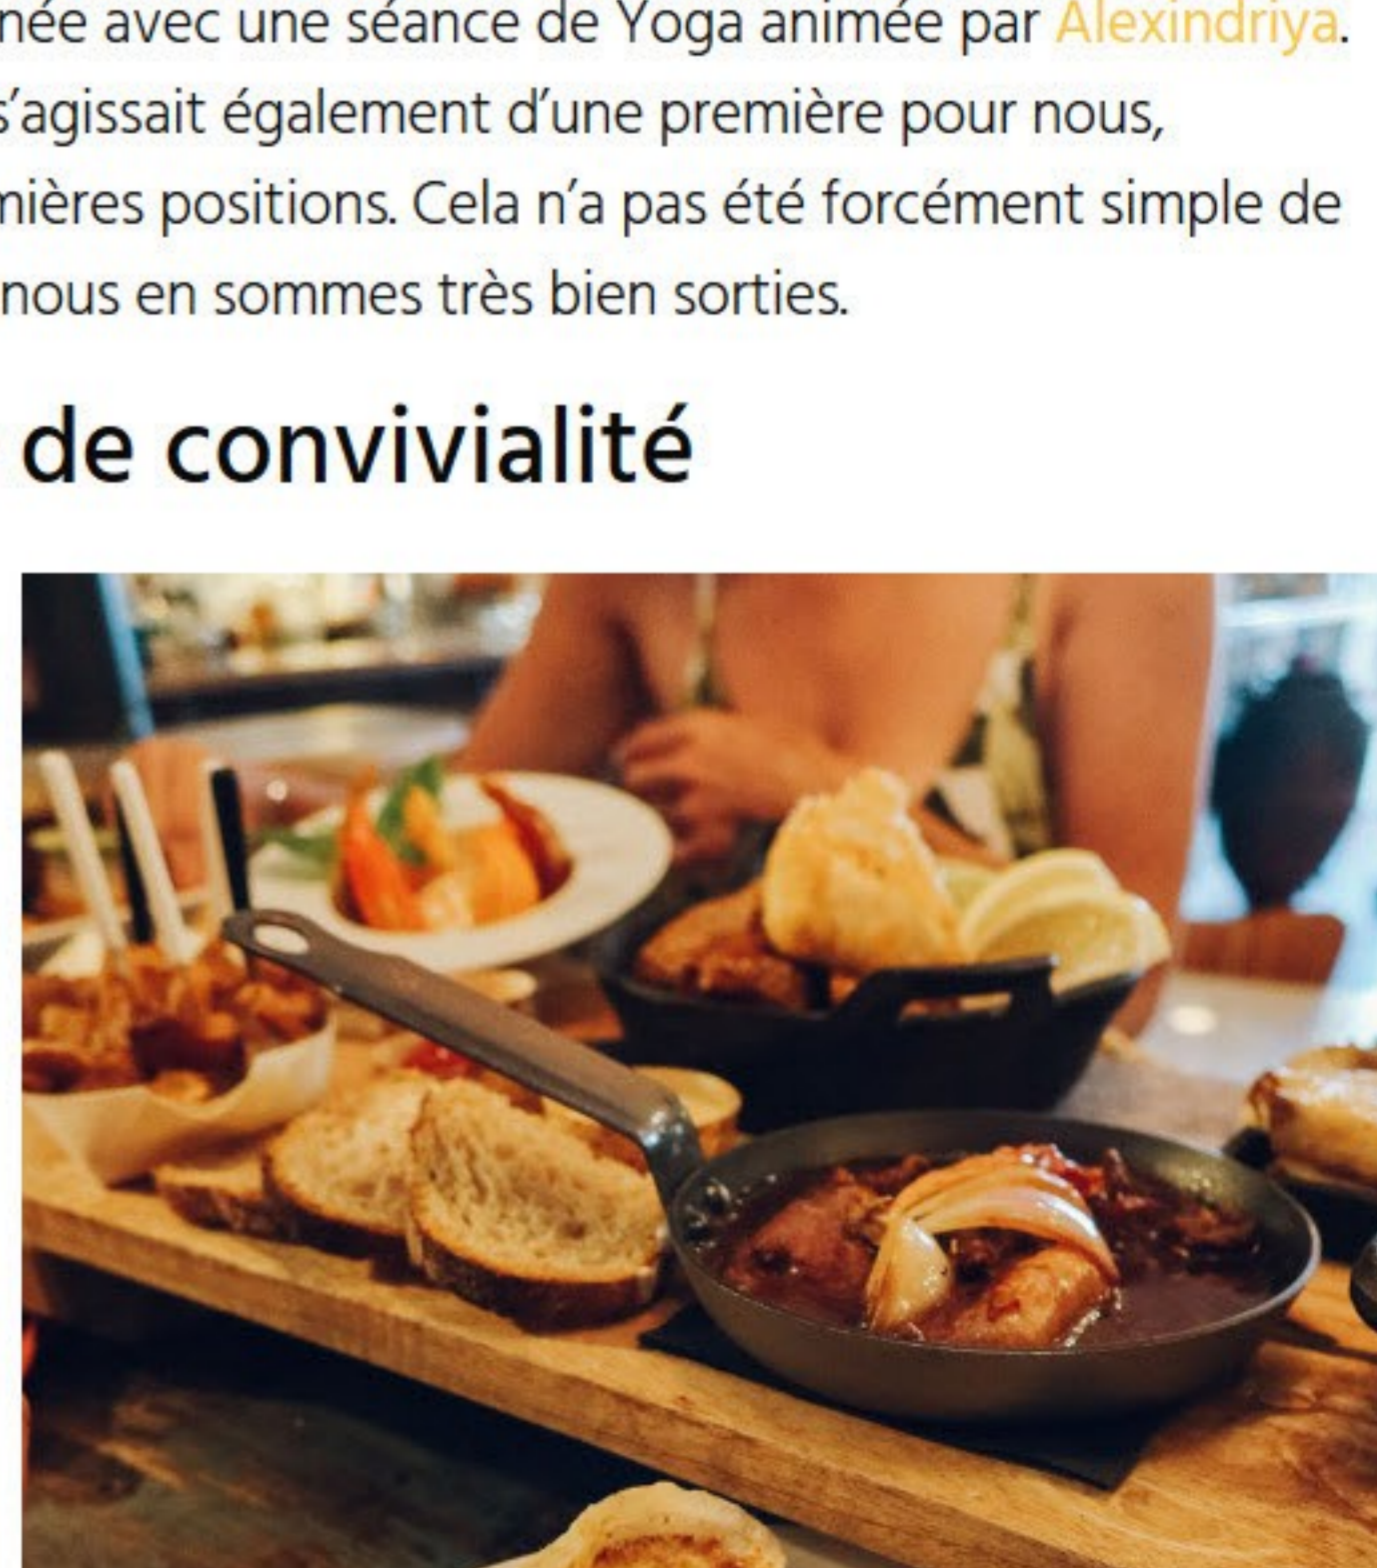 née avec une séance de Yoga animée par Alexindriya.
s'agissait également d'une première pour nous,
mières positions. Cela n'a pas été forcément simple de
nous en sommes très bien sorties.
de convivialité